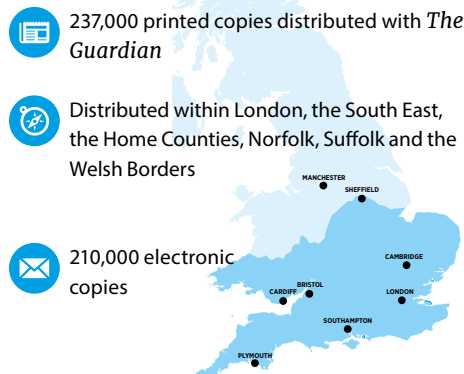 237,000 printed copies distributed with The
Guardian
Distributed within London, the South East,
the Home Counties, Norfolk, Suffolk and the
Welsh Borders
MANCHESTER
SHEFFIELD
210,000 electronic
copies
CAMBRIDGE
BRISTOL
CARDIFF
LONDON
SOUTHAMPTON
PLYMOUTH